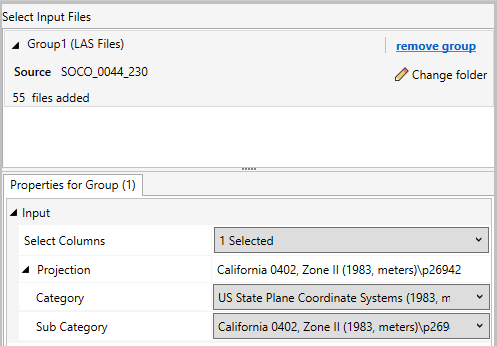 Select Input Files
Group1 (LAS Files) remove group
Source SOCO_0044_230 Change folder
55 files added
Properties for Group (1)
Input
Select Columns 1 Selected
Projection California 0402, Zone II (1983, meters)\p26942
Category US State Plane Coordinate Systems (1983, m
Sub Category California 0402, Zone II (1983, meters)\p269